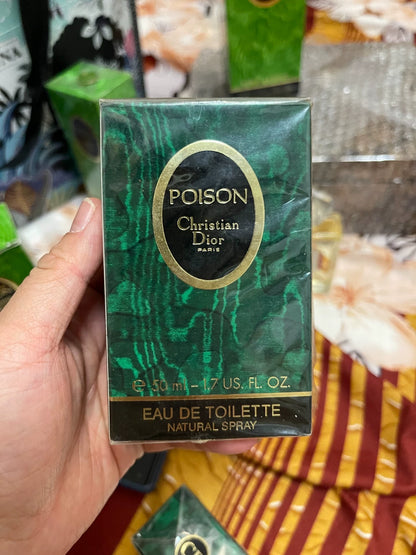 POISON
Christian
Dior
PARIS
℮ 50 ml - 1.7 US. FL. OZ.
EAU DE TOILETTE
NATURAL SPRAY